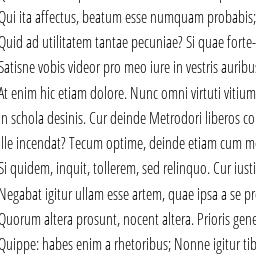 Qui ita affectus, beatum esse numquam probabis;
Quid ad utilitatem tantae pecuniae? Si quae forte-
Satisne vobis videor pro meo iure in vestris auribus
At enim hic etiam dolore. Nunc omni virtuti vitium
in schola desinis. Cur deinde Metrodori liberos co
ille incendat? Tecum optime, deinde etiam cum m
Si quidem, inquit, tollerem, sed relinquo. Cur iusti
Negabat igitur ullam esse artem, quae ipsa a se pr
Quorum altera prosunt, nocent altera. Prioris gene
Quippe: habes enim a rhetoribus; Nonne igitur tib